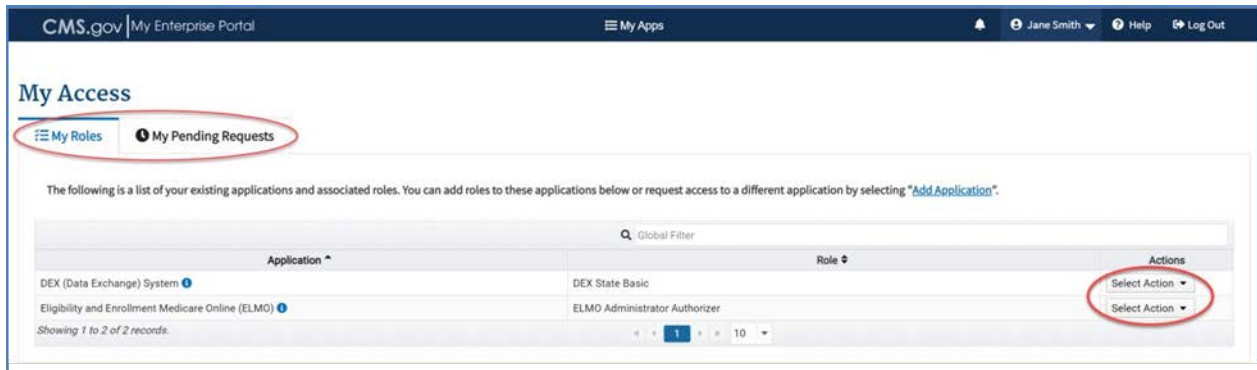 CMS.gov My Enterprise Portal My Apps Jane Smith Help Log Out
My Access
My Roles My Pending Requests
The following is a list of your existing applications and associated roles. You can add roles to these applications below or request access to a different application by selecting "Add Application".
Global Filter
Application Role Actions
DEX (Data Exchange) System DEX State Basic Select Action
Eligibility and Enrollment Medicare Online (ELMO) ELMO Administrator Authorizer Select Action
Showing 1 to 2 of 2 records. 1 10